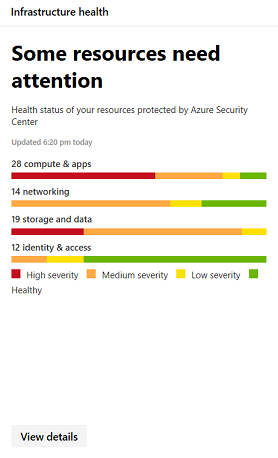 Infrastructure health
Some resources need
attention
Health status of your resources protected by Azure Security
Center
Updated 6:20 pm today
28 compute & apps
14 networking
19 storage and data
12 identity & access
High severity Medium severity Low severity
Healthy
View details